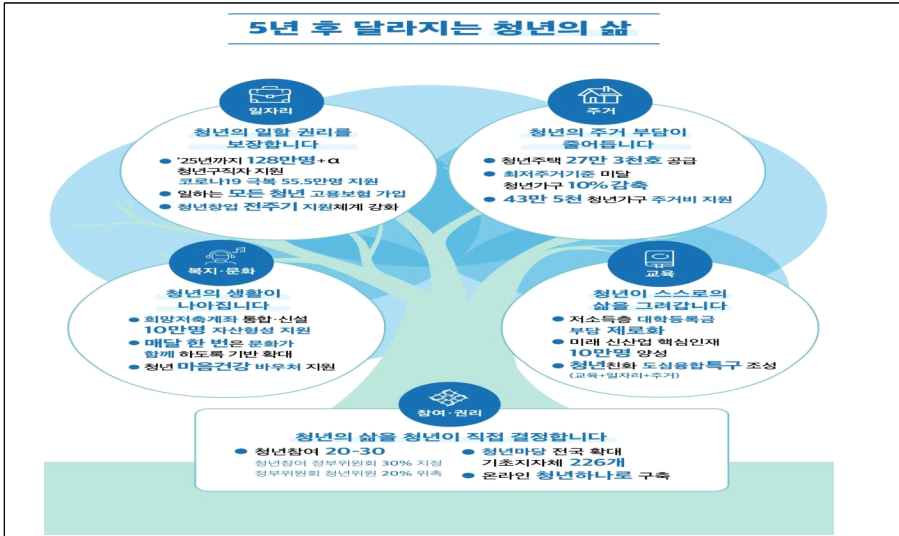 5년 후 달라지는 청년의 삶
일자리
청년의 일할 권리를
보장합니다
● '25년까지 128만명+α
청년구직자 지원
코로나19 극복 55.5만명 지원
● 일하는 모든 청년 고용보험 가입
● 청년창업 전주기 지원체계 강화
주거
청년의 주거 부담이
줄어듭니다
● 청년주택 27만 3천호 공급
● 최저주거기준 미달
청년가구 10% 감축
● 43만 5천 청년가구 주거비 지원
복지·문화
청년의 생활이
나아집니다
● 희망저축계좌 통합·신설
10만명 자산형성 지원
● 매달 한 번은 문화가
함께 하도록 기반 확대
● 청년 마음건강 바우처 지원
교육
청년이 스스로의
삶을 그려갑니다
● 저소득층 대학등록금
부담 제로화
● 미래 신산업 핵심인재
10만명 양성
● 청년친화 도심융합특구 조성
(교육+일자리+주거)
참여·권리
청년의 삶을 청년이 직접 결정합니다
● 청년참여 20-30
청년참여 정부위원회 30% 지정
정부위원회 청년위원 20% 위촉
● 청년마당 전국 확대
기초지자체 226개
● 온라인 청년하나로 구축